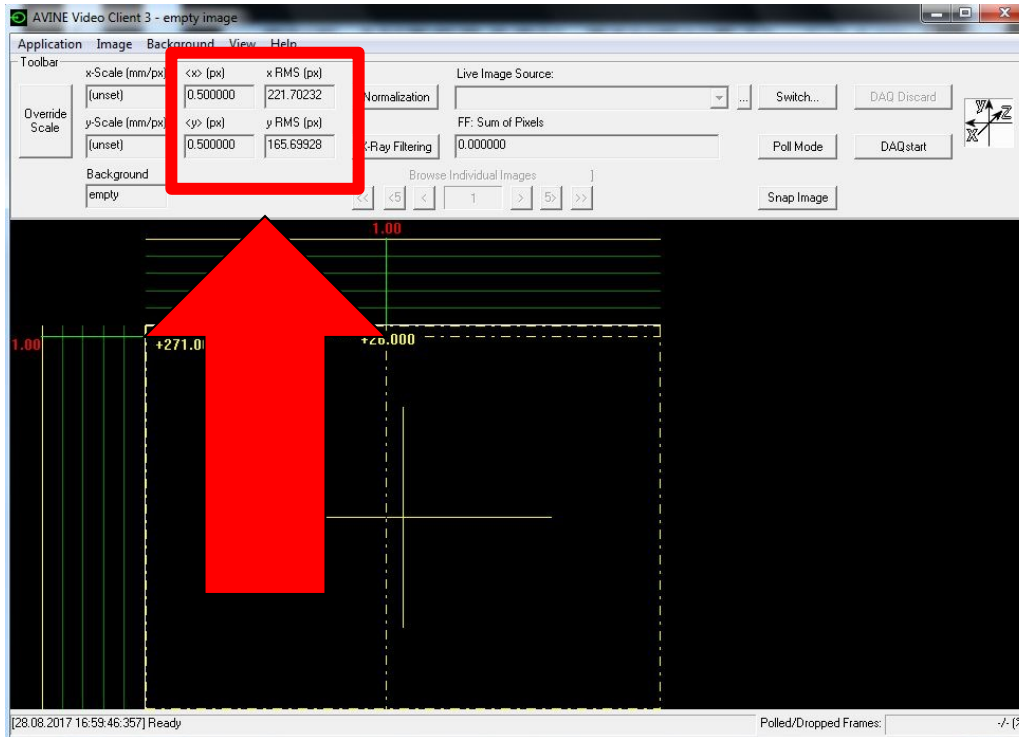 AVINE Video Client 3 - empty image
Application Image Background View Help
Toolbar
x-Scale (mm/px) <x> (px) x RMS (px) Live Image Source:
(unset) 0.500000 221.70232 Normalization ... Switch... DAQ Discard
Override Scale
y-Scale (mm/px) <y> (px) y RMS (px) FF: Sum of Pixels
(unset) 0.500000 165.69928 X-Ray Filtering 0.000000 Poll Mode DAQstart
y z x
Background Browse Individual Images ]
empty << <5 < 1 > 5> >> Snap Image
1.00
1.00
+26.000
[28.08.2017 16:59:46:357] Ready Polled/Dropped Frames: